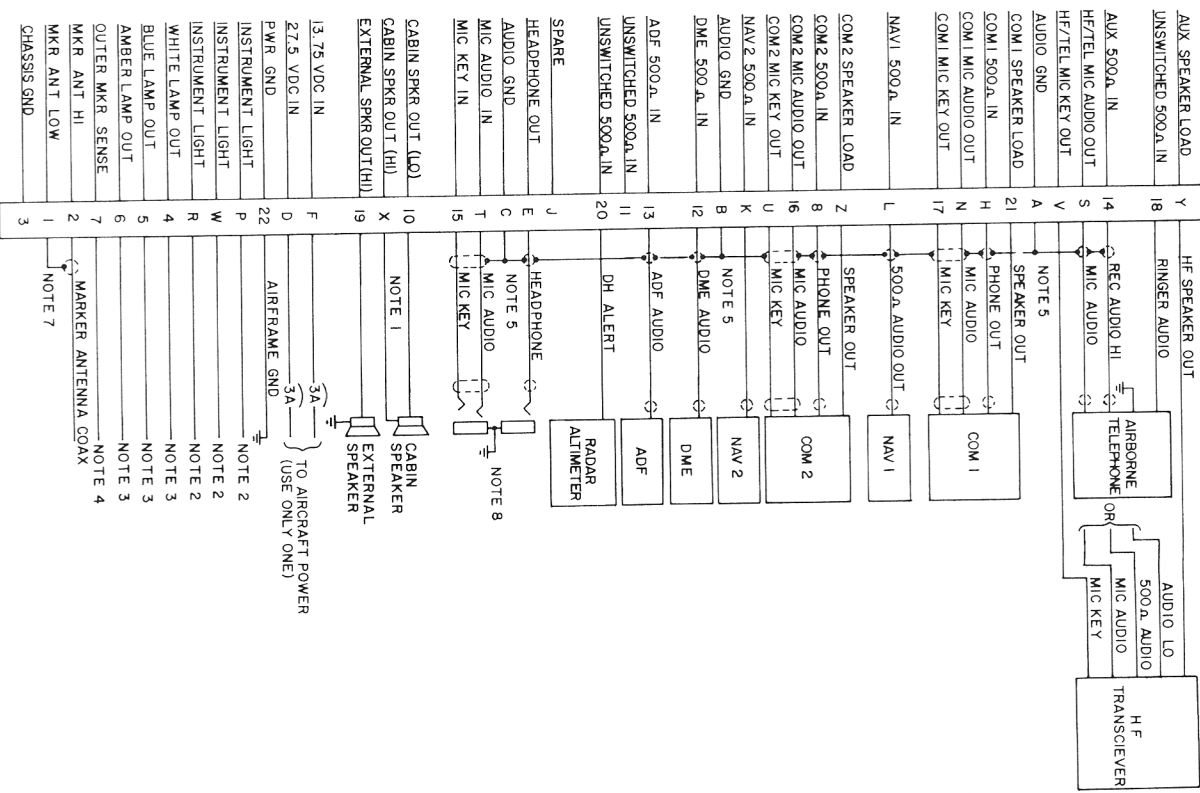 AUX SPEAKER LOAD Y HF SPEAKER OUT
UNSWITCHED 500Ω IN 18 RINGER AUDIO
AUX 500Ω IN 14 REC AUDIO HI
HF/TEL MIC AUDIO OUT S MIC AUDIO
HF/TEL MIC KEY OUT V
AUDIO GND A NOTE 5
COM 1 SPEAKER LOAD 21 SPEAKER OUT
COM 1 500Ω IN H PHONE OUT
COM 1 MIC AUDIO OUT N MIC AUDIO
COM 1 MIC KEY OUT 17 MIC KEY
NAV 1 500Ω IN L 500Ω AUDIO OUT
COM 2 SPEAKER LOAD Z SPEAKER OUT
COM 2 500Ω IN 8 PHONE OUT
COM 2 MIC AUDIO OUT 16 MIC AUDIO
COM 2 MIC KEY OUT U MIC KEY
NAV 2 500Ω IN K
AUDIO GND B NOTE 5
DME 500Ω IN 12 DME AUDIO
ADF 500Ω IN 13 ADF AUDIO
UNSWITCHED 500Ω IN 11
UNSWITCHED 500Ω IN 20 DH ALERT
SPARE J
HEADPHONE OUT E HEADPHONE
AUDIO GND C NOTE 5
MIC AUDIO IN T MIC AUDIO
MIC KEY IN 15 MIC KEY
CABIN SPKR OUT (LO) 10
CABIN SPKR OUT (HI) X NOTE 1
EXTERNAL SPKR OUT(HI) 19
13.75 VDC IN F 3A
27.5 VDC IN D 3A
PWR GND 22 AIRFRAME GND
INSTRUMENT LIGHT P NOTE 2
INSTRUMENT LIGHT W NOTE 2
INSTRUMENT LIGHT R NOTE 2
WHITE LAMP OUT 4 NOTE 3
BLUE LAMP OUT 5 NOTE 3
AMBER LAMP OUT 6 NOTE 3
OUTER MKR SENSE 7 NOTE 4
MKR ANT HI 2 MARKER ANTENNA COAX
MKR ANT LOW 1 NOTE 7
CHASSIS GND 3
AIRBORNE
TELEPHONE
OR
AUDIO LO
500Ω AUDIO
MIC AUDIO
MIC KEY
HF
TRANSCIEVER
COM 1
NAV 1
COM 2
NAV 2
DME
ADF
RADAR
ALTIMETER
NOTE 8
CABIN
SPEAKER
EXTERNAL
SPEAKER
TO AIRCRAFT POWER
(USE ONLY ONE)